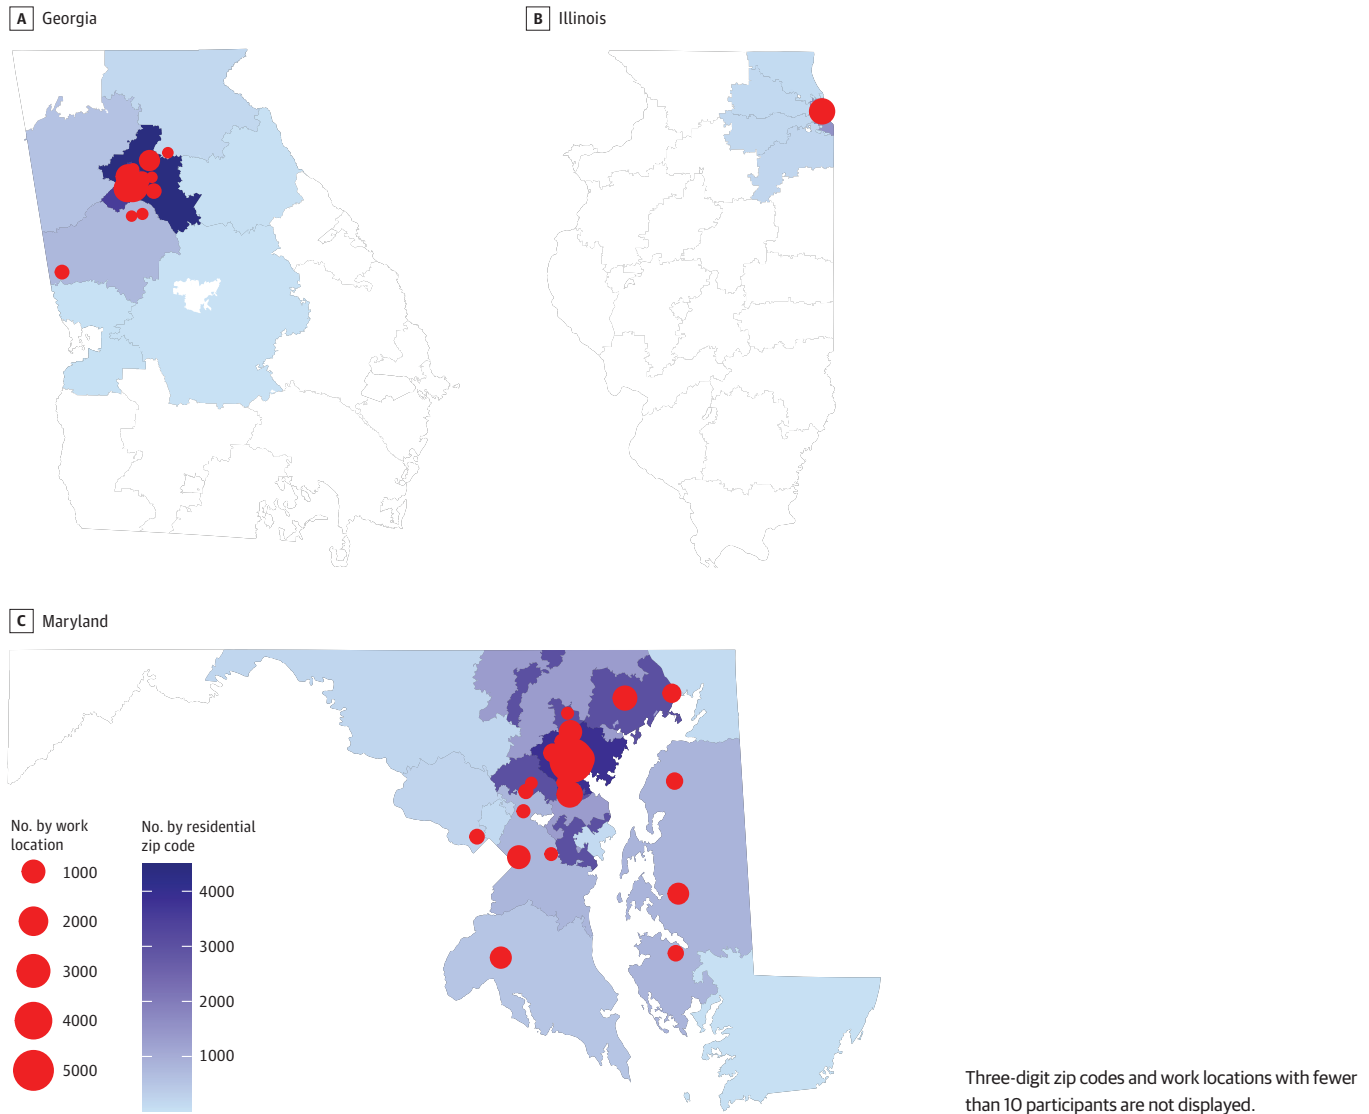 A Georgia
B Illinois
C Maryland
No. by work
location
1000
2000
3000
4000
5000
No. by residential
zip code
4000
3000
2000
1000
Three-digit zip codes and work locations with fewer
than 10 participants are not displayed.